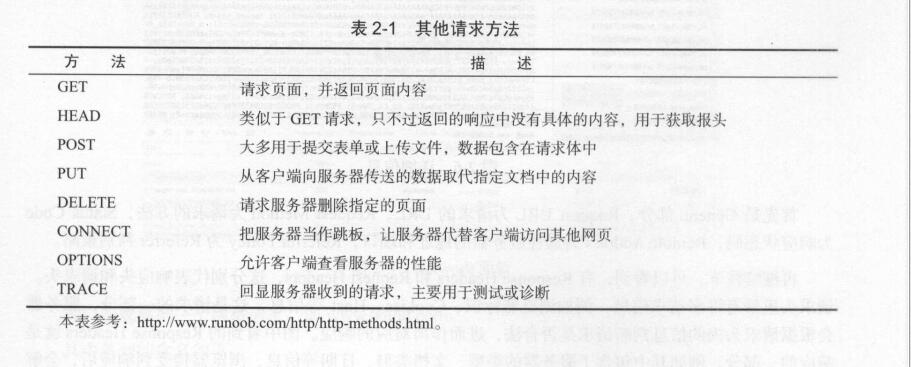 表 2-1 其他请求方法
方 法 描 述
GET 请求页面，并返回页面内容
HEAD 类似于 GET 请求，只不过返回的响应中没有具体的内容，用于获取报头
POST 大多用于提交表单或上传文件，数据包含在请求体中
PUT 从客户端向服务器传送的数据取代指定文档中的内容
DELETE 请求服务器删除指定的页面
CONNECT 把服务器当作跳板，让服务器代替客户端访问其他网页
OPTIONS 允许客户端查看服务器的性能
TRACE 回显服务器收到的请求，主要用于测试或诊断
本表参考：http://www.runoob.com/http/http-methods.html。